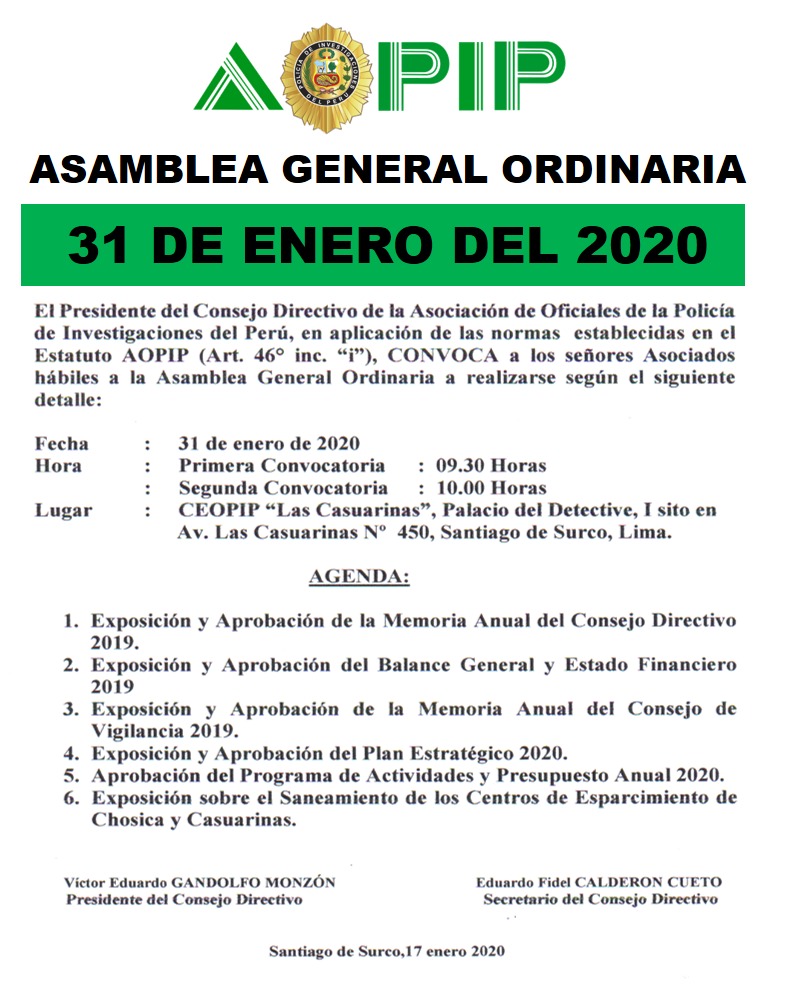 AOPIP
POLICIA DE INVESTIGACIONES
DEL PERU
ASAMBLEA GENERAL ORDINARIA
31 DE ENERO DEL 2020
El Presidente del Consejo Directivo de la Asociación de Oficiales de la Policía
de Investigaciones del Perú, en aplicación de las normas establecidas en el
Estatuto AOPIP (Art. 46° inc. “i”), CONVOCA a los señores Asociados
hábiles a la Asamblea General Ordinaria a realizarse según el siguiente
detalle:
Fecha : 31 de enero de 2020
Hora : Primera Convocatoria : 09.30 Horas
: Segunda Convocatoria : 10.00 Horas
Lugar : CEOPIP “Las Casuarinas”, Palacio del Detective, I sito en
Av. Las Casuarinas Nº 450, Santiago de Surco, Lima.
AGENDA:
1. Exposición y Aprobación de la Memoria Anual del Consejo Directivo
2019.
2. Exposición y Aprobación del Balance General y Estado Financiero
2019
3. Exposición y Aprobación de la Memoria Anual del Consejo de
Vigilancia 2019.
4. Exposición y Aprobación del Plan Estratégico 2020.
5. Aprobación del Programa de Actividades y Presupuesto Anual 2020.
6. Exposición sobre el Saneamiento de los Centros de Esparcimiento de
Chosica y Casuarinas.
Víctor Eduardo GANDOLFO MONZÓN Eduardo Fidel CALDERON CUETO
Presidente del Consejo Directivo Secretario del Consejo Directivo
Santiago de Surco,17 enero 2020